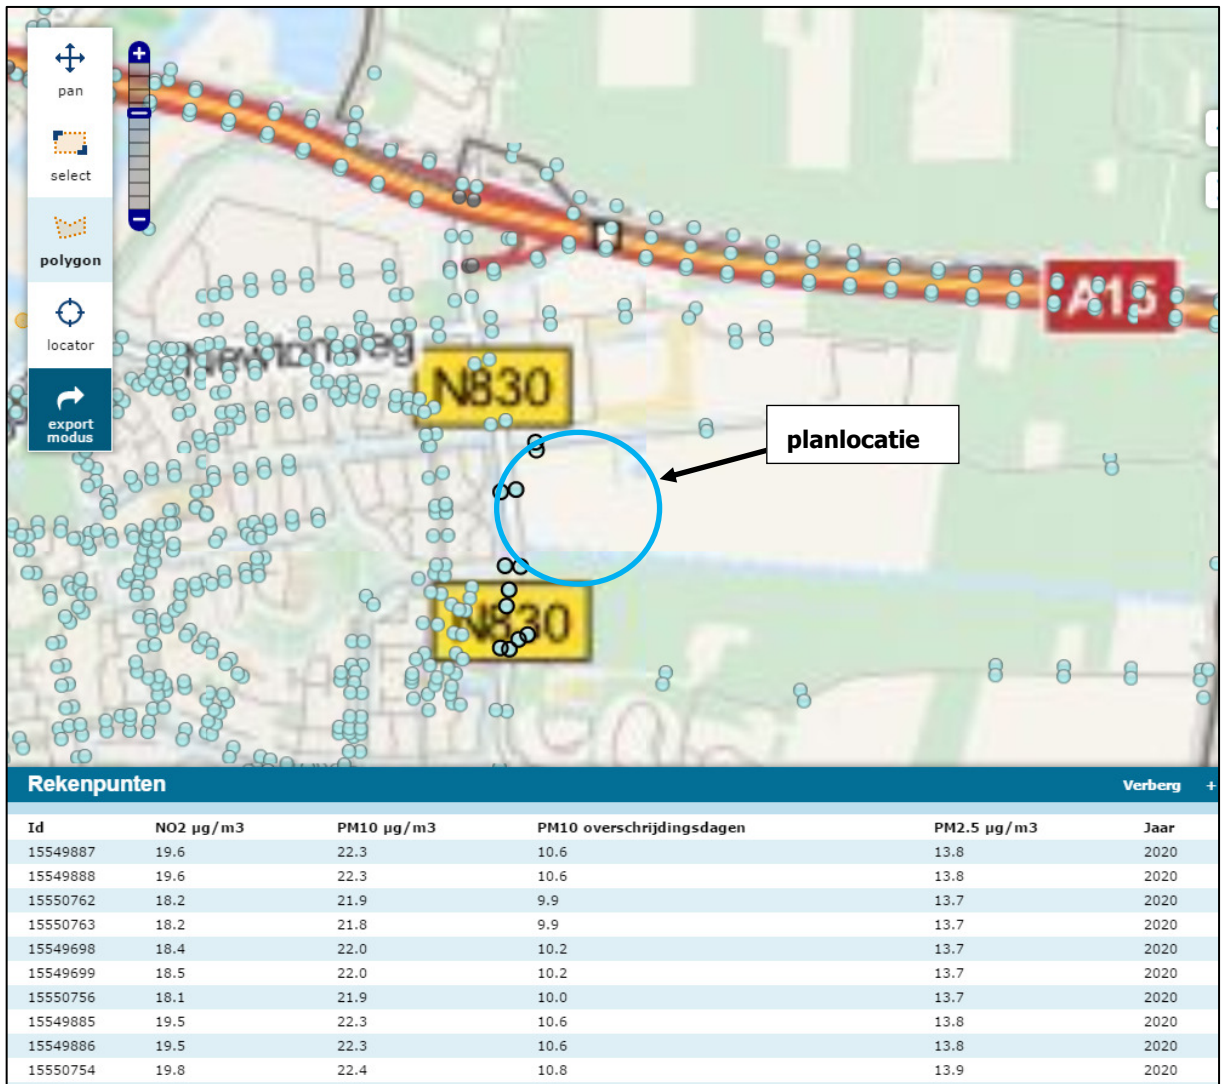 pan
select
polygon
locator
export
modus
+
−
A15
Newtonweg
N830
planlocatie
N830
Rekenpunten Verberg +
Id NO2 µg/m3 PM10 µg/m3 PM10 overschrijdingsdagen PM2.5 µg/m3 Jaar
15549887 19.6 22.3 10.6 13.8 2020
15549888 19.6 22.3 10.6 13.8 2020
15550762 18.2 21.9 9.9 13.7 2020
15550763 18.2 21.8 9.9 13.7 2020
15549698 18.4 22.0 10.2 13.7 2020
15549699 18.5 22.0 10.2 13.7 2020
15550756 18.1 21.9 10.0 13.7 2020
15549885 19.5 22.3 10.6 13.8 2020
15549886 19.5 22.3 10.6 13.8 2020
15550754 19.8 22.4 10.8 13.9 2020